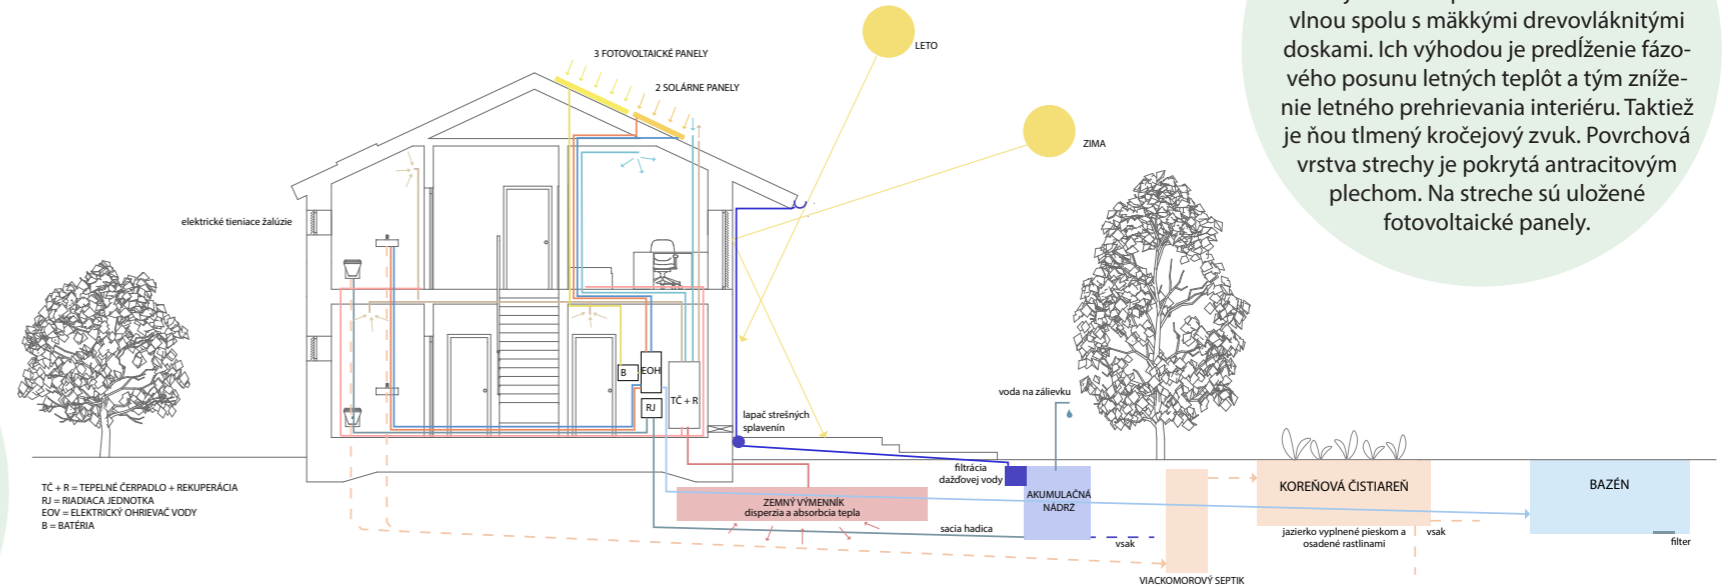 vlnou spolu s mäkkými drevovláknitými
doskami. Ich výhodou je predĺženie fázo-
vého posunu letných teplôt a tým zníže-
nie letného prehrievania interiéru. Taktiež
je ňou tlmený kročejový zvuk. Povrchová
vrstva strechy je pokrytá antracitovým
plechom. Na streche sú uložené
fotovoltaické panely.
LETO
3 FOTOVOLTAICKÉ PANELY
2 SOLÁRNE PANELY
ZIMA
elektrické tieniace žalúzie
B
EOH
RJ
TČ + R
lapač strešných
splavenín
voda na zálievku
filtrácia
dažďovej vody
AKUMULAČNÁ
NÁDRŽ
KOREŇOVÁ ČISTIAREŇ
BAZÉN
TČ + R = TEPELNÉ ČERPADLO + REKUPERÁCIA
RJ = RIADIACA JEDNOTKA
EOV = ELEKTRICKÝ OHRIEVAČ VODY
B = BATÉRIA
ZEMNÝ VÝMENNÍK
disperzia a absorbcia tepla
sacia hadica
vsak
jazierko vyplnené pieskom a
osadené rastlinami
vsak
filter
VIACKOMOROVÝ SEPTIK